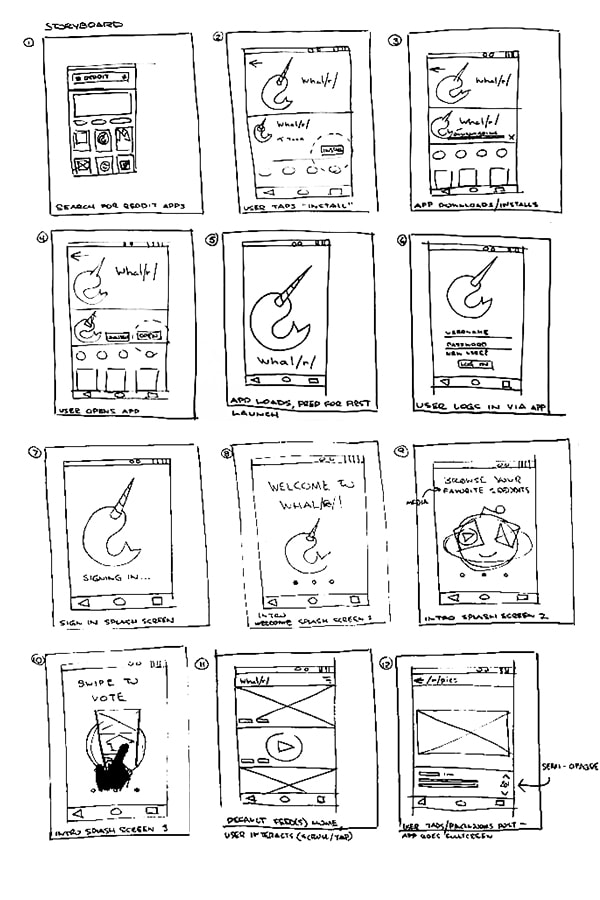 STORYBOARD
1
REDDIT
SEARCH FOR REDDIT APPS
2
Whal/r/
Whal/r/
INSTALL
USER TAPS "INSTALL"
3
Whal/r/
Whal/r/
X
APP DOWNLOADS/INSTALLS
4
Whal/r/
OPEN
USER OPENS APP
5
Whal/r/
APP LOADS, PREP FOR FIRST
LAUNCH
6
USERNAME
PASSWORD
NEW USER?
LOG IN
USER LOGS IN VIA APP
7
SIGNING IN...
SIGN IN SPLASH SCREEN
8
WELCOME TO
WHAL/R/!
INTRO
WELCOME SPLASH SCREEN 1
9
BROWSE YOUR
FAVORITE SREDDITS
MEDIA
INTRO SPLASH SCREEN 2
10
SWIPE TO
VOTE
INTRO SPLASH SCREEN 3
11
whal/r/
DEFAULT FEED(S) HOME,
USER INTERACTS (SCROLL/TAP)
12
/r/pics
SEMI-OPAQUE
USER TAPS/ POST -
APP GOES FULLSCREEN